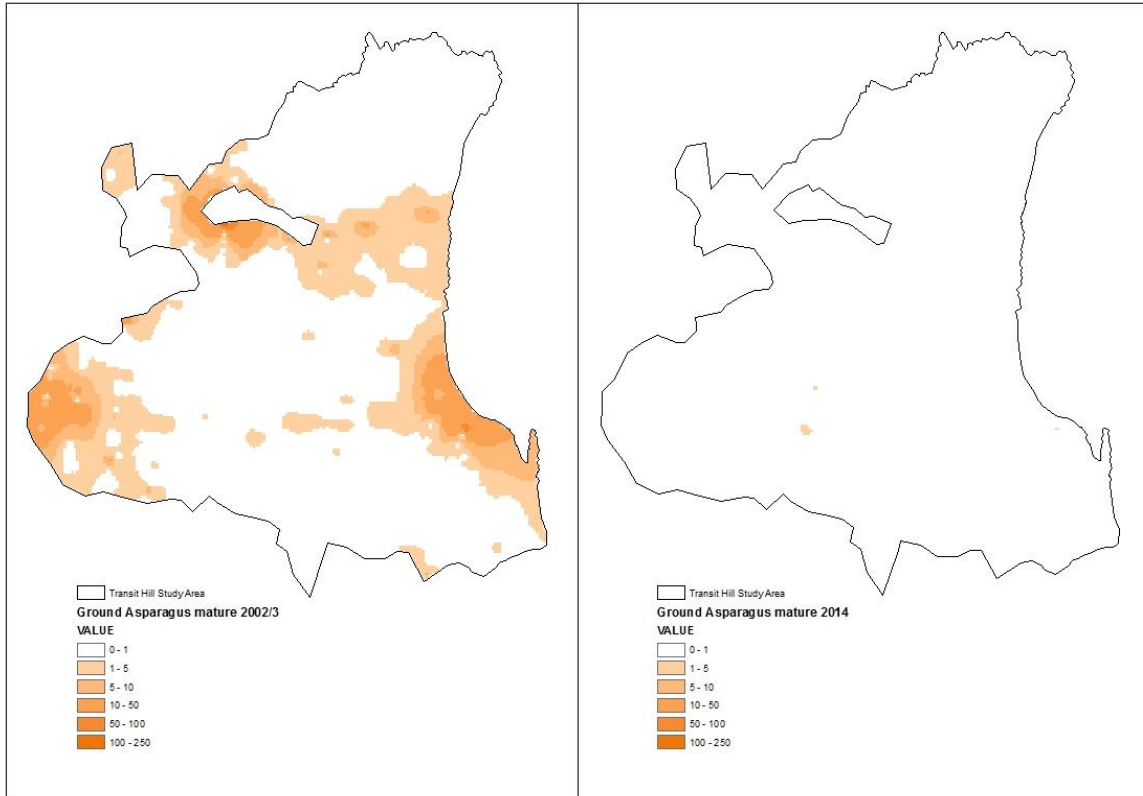 Transit Hill Study Area
Ground Asparagus mature 2002/3
VALUE
0 - 1
1 - 5
5 - 10
10 - 50
50 - 100
100 - 250
Transit Hill Study Area
Ground Asparagus mature 2014
VALUE
0 - 1
1 - 5
5 - 10
10 - 50
50 - 100
100 - 250